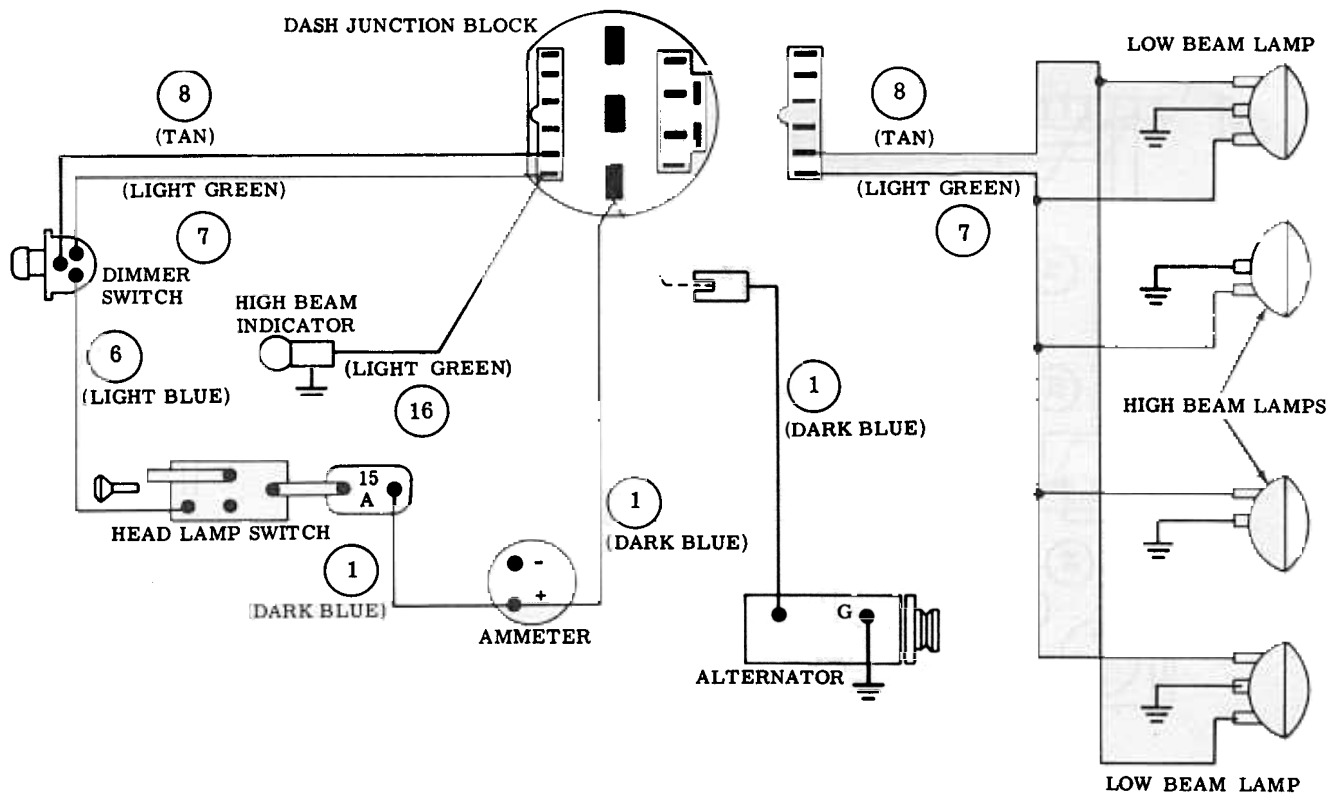 DASH JUNCTION BLOCK
LOW BEAM LAMP
8
(TAN)
8
(TAN)
(LIGHT GREEN)
7
(LIGHT GREEN)
7
DIMMER
SWITCH
HIGH BEAM
INDICATOR
6
(LIGHT BLUE)
(LIGHT GREEN)
16
1
(DARK BLUE)
HIGH BEAM LAMPS
15
A
HEAD LAMP SWITCH
1
(DARK BLUE)
1
(DARK BLUE)
-
+
AMMETER
G
ALTERNATOR
LOW BEAM LAMP